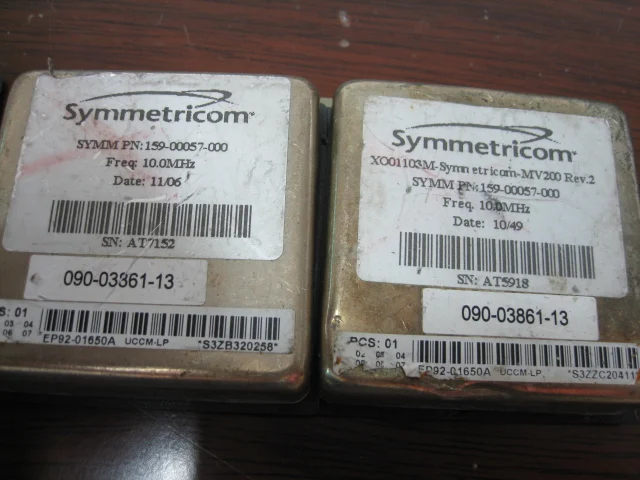 Symmetricom
SYMM PN: 159-00057-000
Freq: 10.0MHz
Date: 11/06
SN: AT7152
090-03361-13
CS: 01
03 04
06 07
EP92-01650A UCCM-LP *S3ZB320258*
Symmetricom
XO01103M-Symmetricom-MV200 Rev.2
SYMM PN: 159-00057-000
Freq. 10.0MHz
Date: 10/49
SN: AT5918
090-03861-13
PCS: 01
02 03 04
07
EP92-01650A UCCM-LP *S3ZZC20411